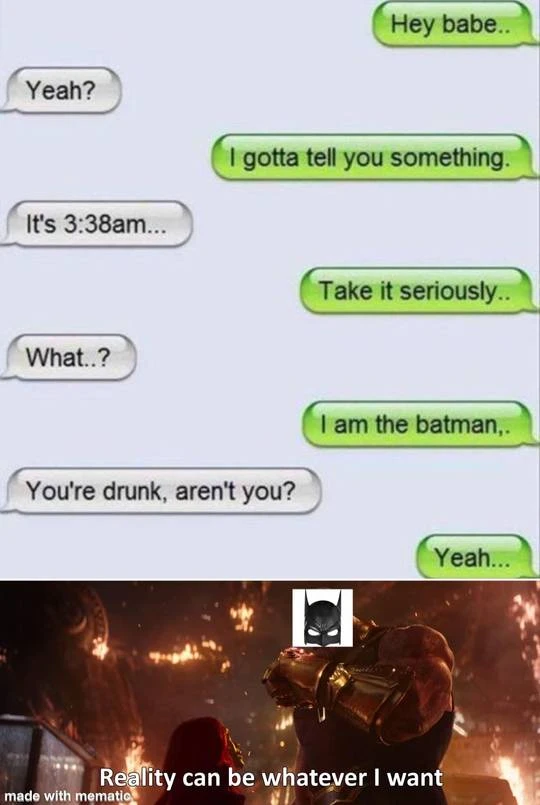 Hey babe..
Yeah?
I gotta tell you something.
It's 3:38am...
Take it seriously..
What..?
I am the batman,.
You're drunk, aren't you?
Yeah...
Reality can be whatever I want
made with mematic